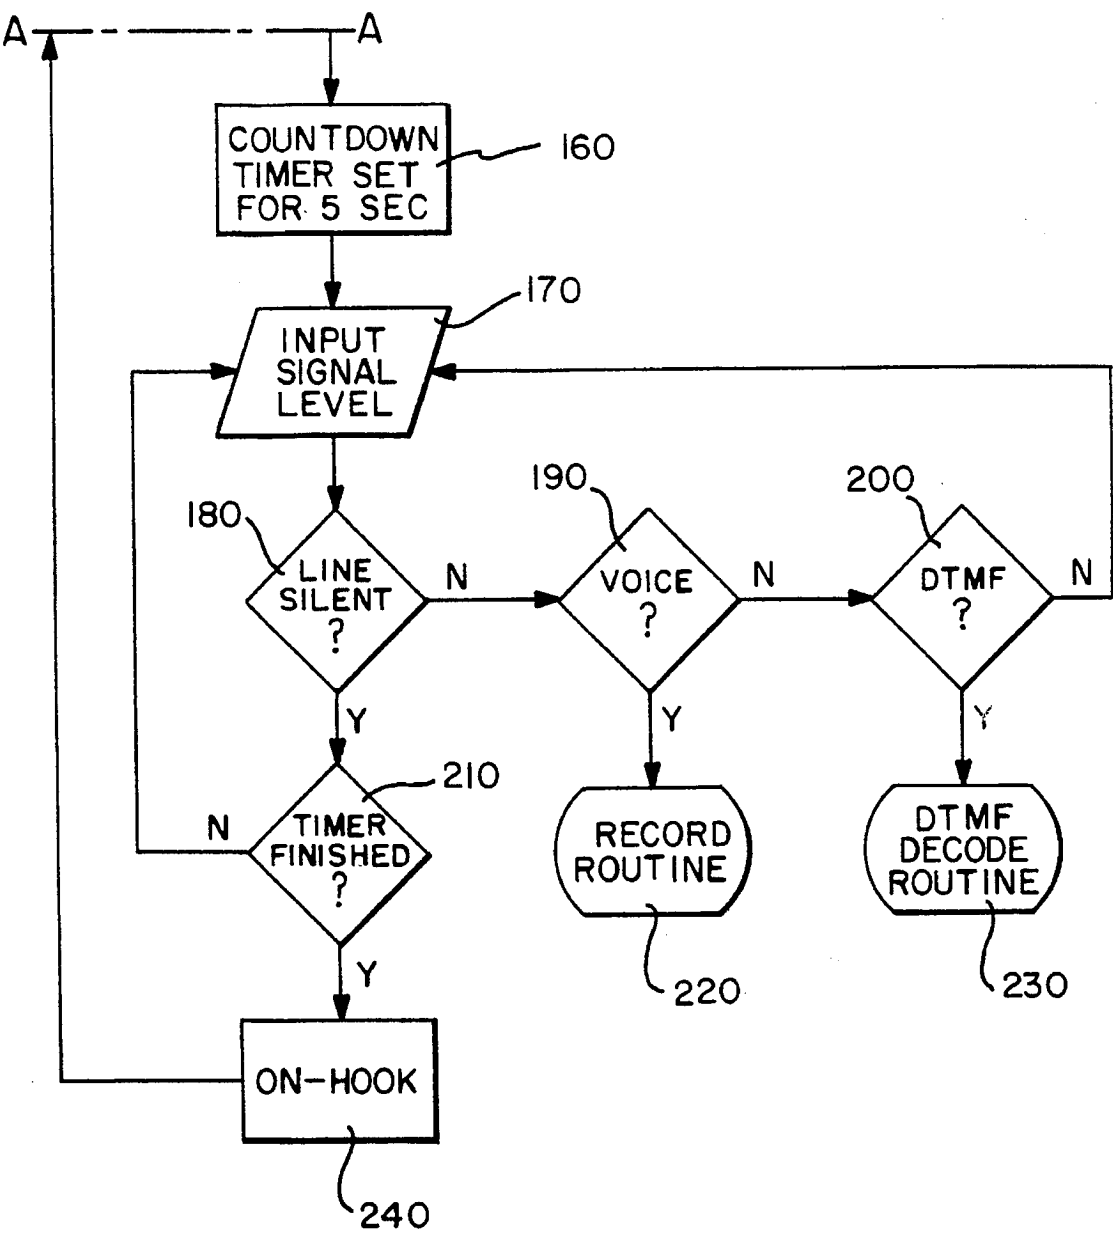 A A
COUNTDOWN
TIMER SET
FOR 5 SEC
160
170
INPUT
SIGNAL
LEVEL
180
LINE
SILENT
?
N
190
VOICE
?
N
200
DTMF
?
N
Y
Y
Y
210
TIMER
FINISHED
?
N
RECORD
ROUTINE
220
DTMF
DECODE
ROUTINE
230
Y
ON-HOOK
240